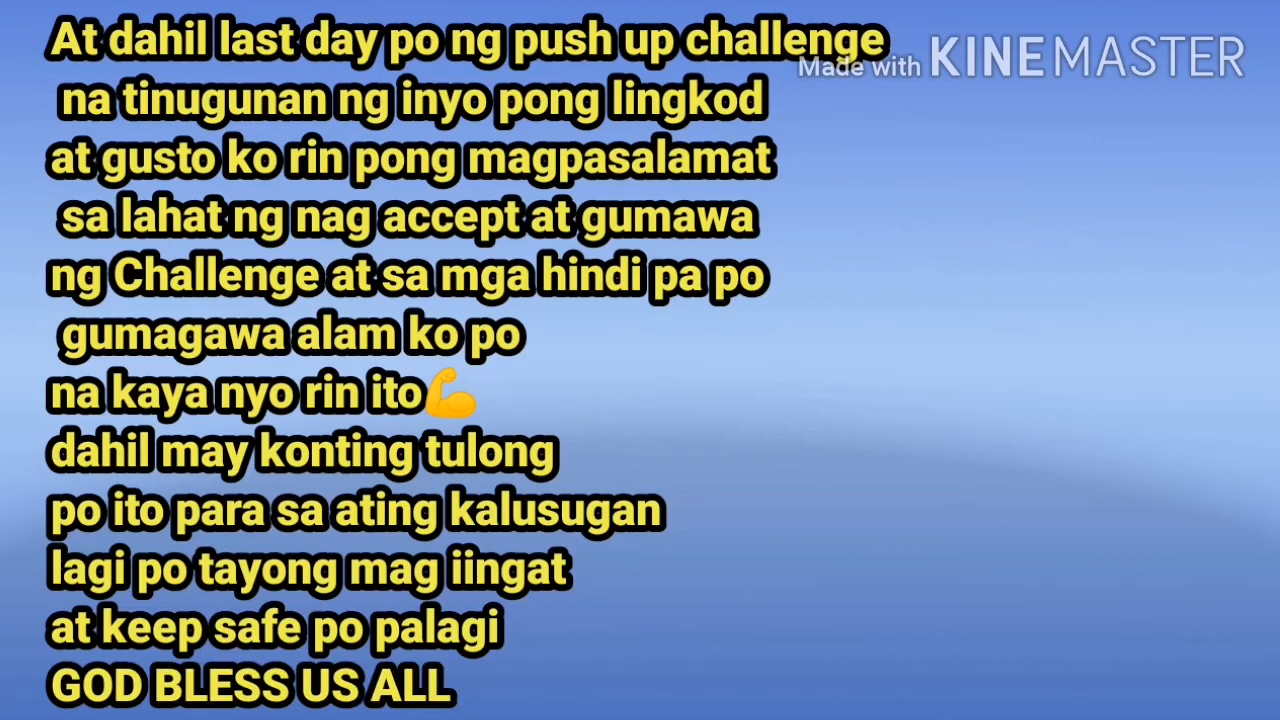 At dahil last day po ng push up challenge
Made with KINEMASTER
na tinugunan ng inyo pong lingkod
at gusto ko rin pong magpasalamat
sa lahat ng nag accept at gumawa
ng Challenge at sa mga hindi pa po
gumagawa alam ko po
na kaya nyo rin ito💪
dahil may konting tulong
po ito para sa ating kalusugan
lagi po tayong mag iingat
at keep safe po palagi
GOD BLESS US ALL